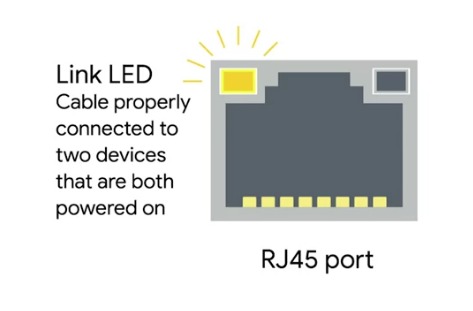 Link LED
Cable properly
connected to
two devices
that are both
powered on
RJ45 port